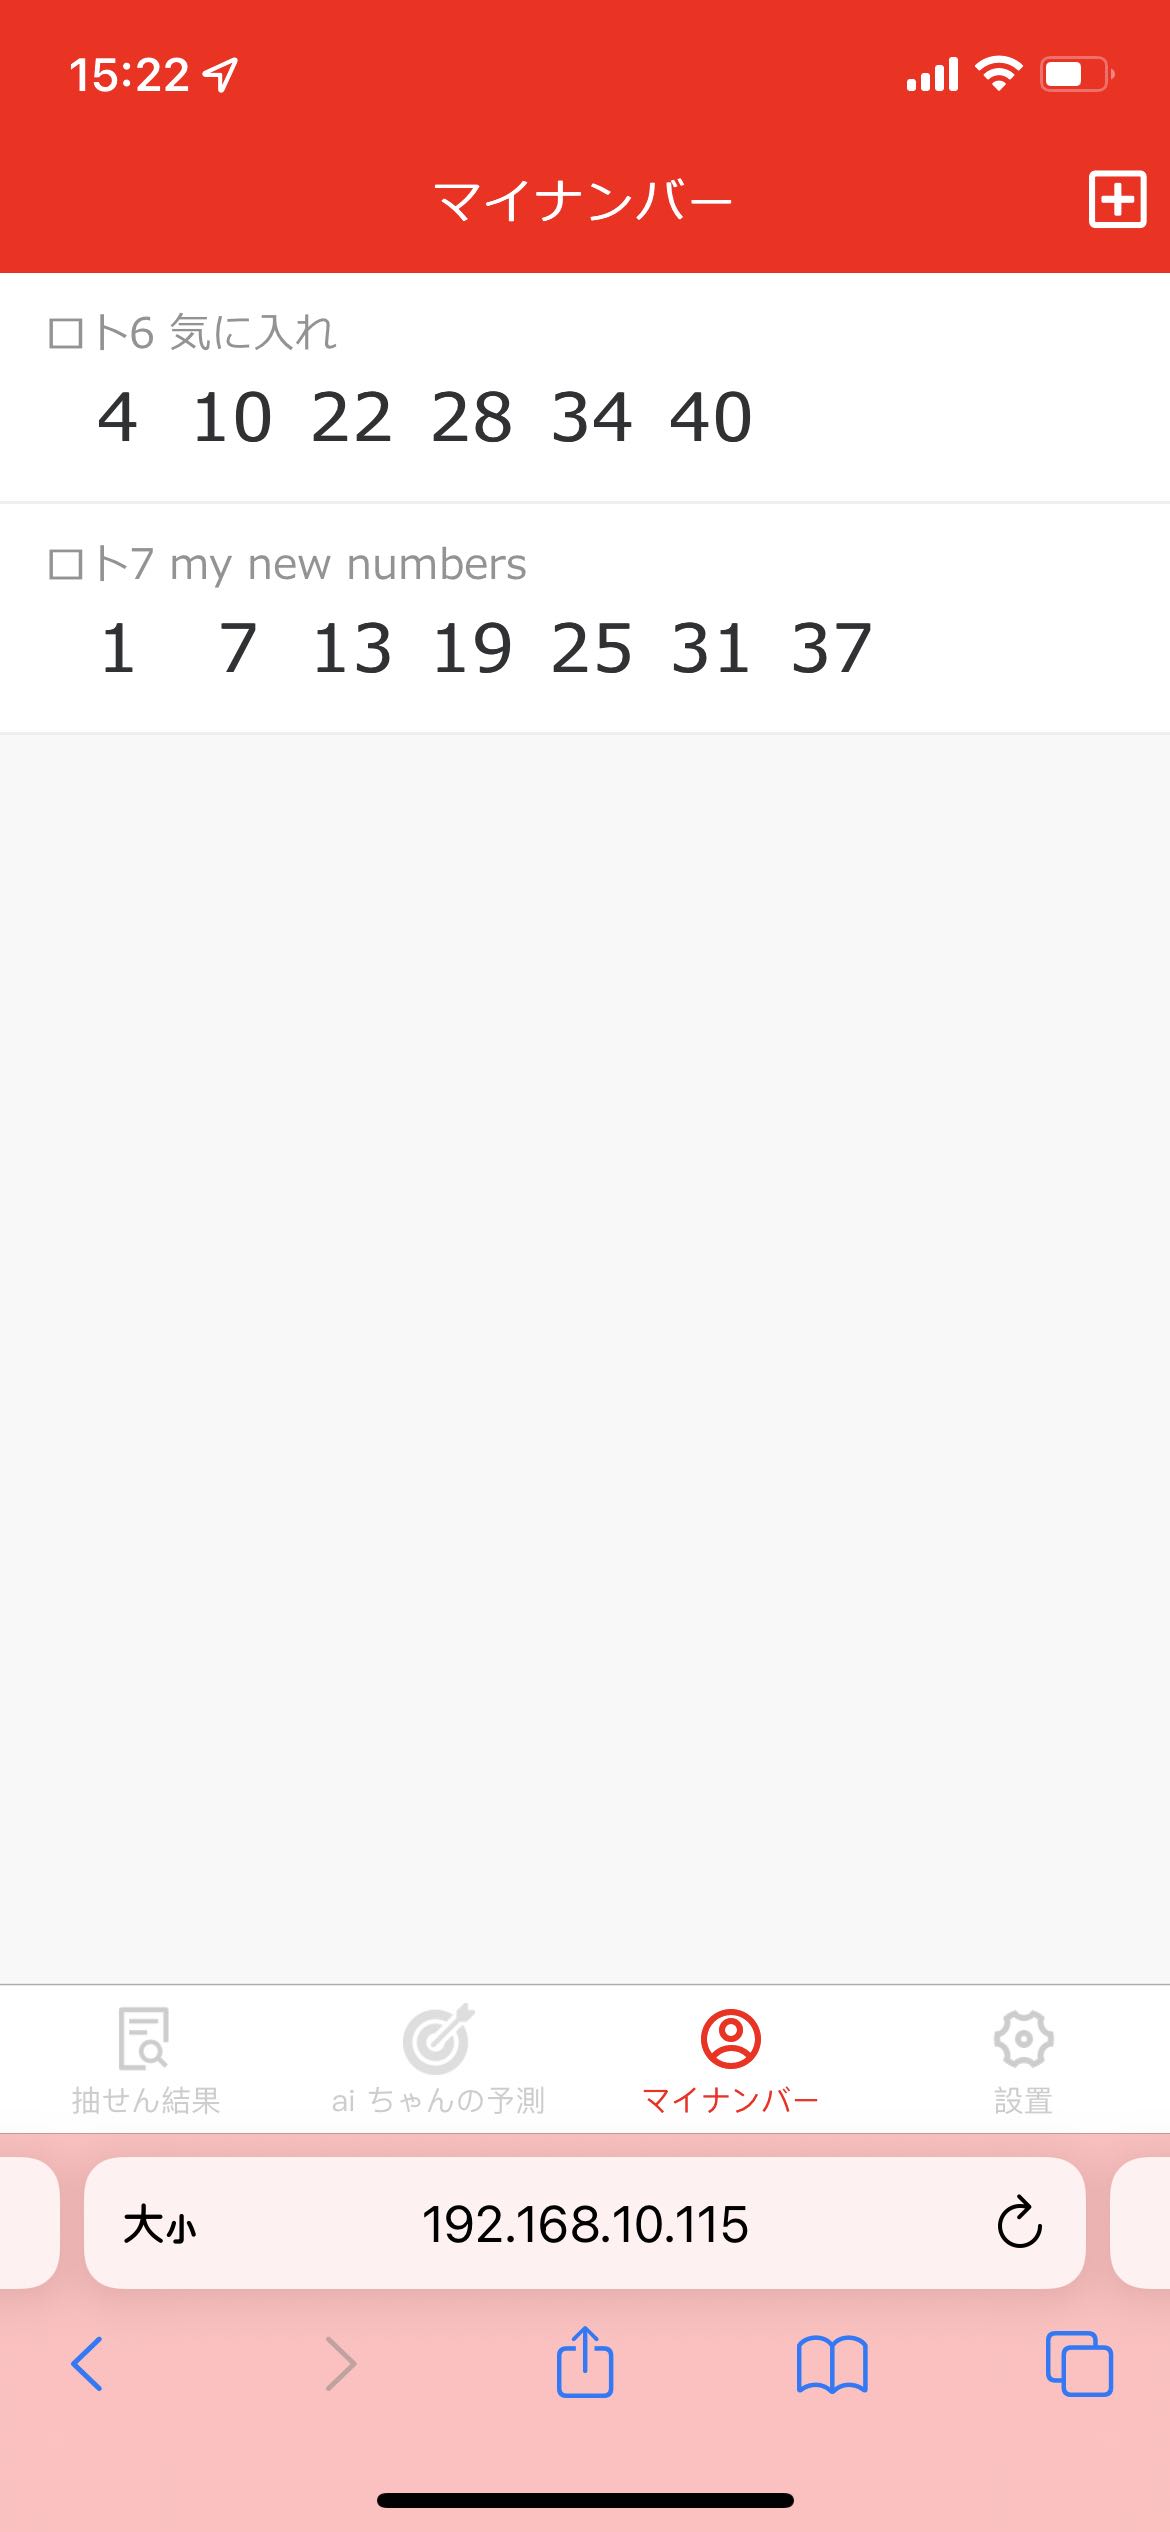 15:22
マイナンバー
ロト6 気に入れ
4 10 22 28 34 40
ロト7 my new numbers
1 7 13 19 25 31 37
抽せん結果 ai ちゃんの予測 マイナンバー 設置
大小 192.168.10.115